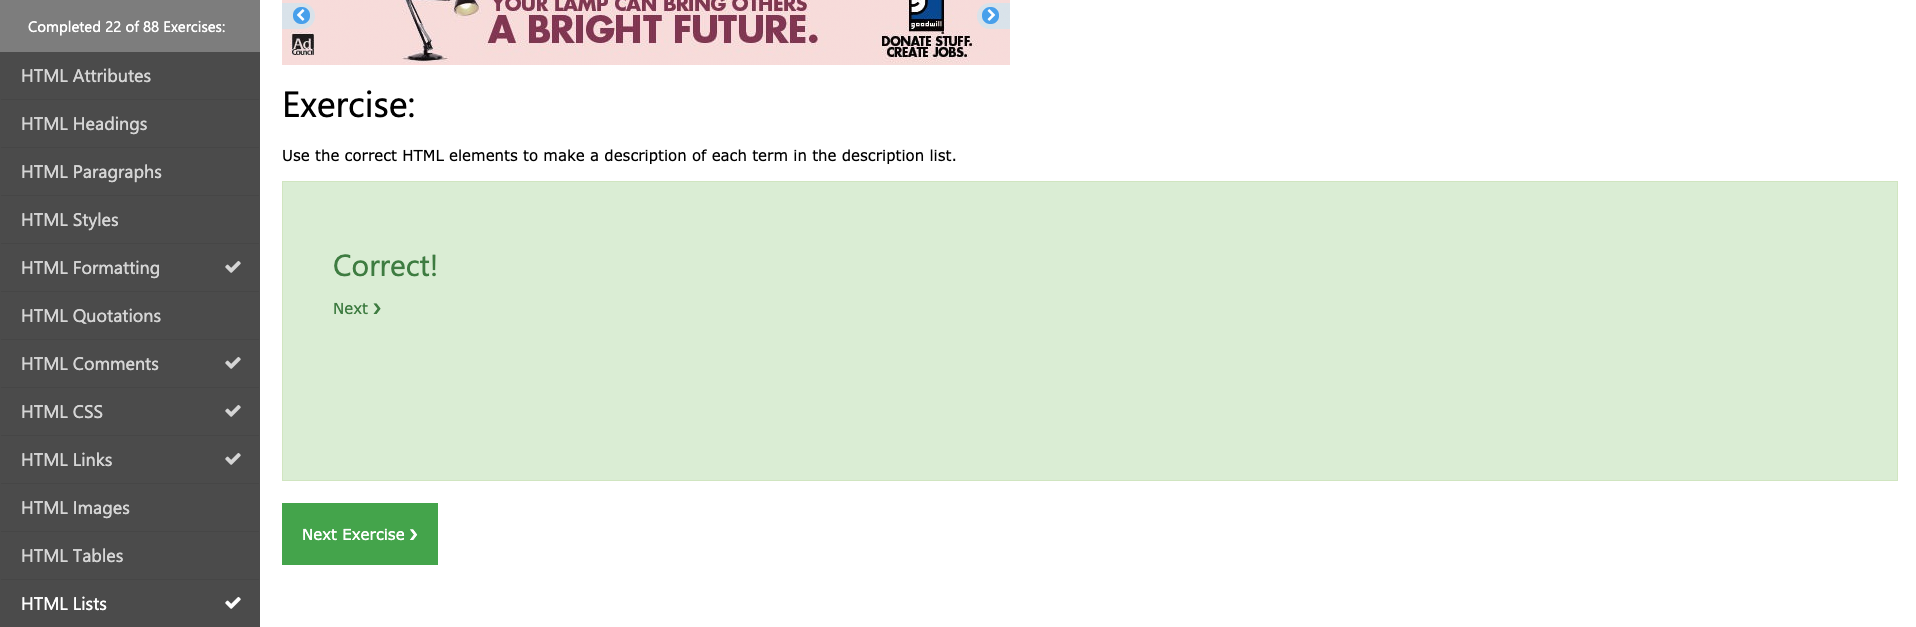 Completed 22 of 88 Exercises:
HTML Attributes
HTML Headings
HTML Paragraphs
HTML Styles
HTML Formatting
HTML Quotations
HTML Comments
HTML CSS
HTML Links
HTML Images
HTML Tables
HTML Lists
YOUR LAMP CAN BRING OTHERS
A BRIGHT FUTURE.
Ad
Council
goodwill
DONATE STUFF.
CREATE JOBS.
Exercise:
Use the correct HTML elements to make a description of each term in the description list.
Correct!
Next ❯
Next Exercise ❯